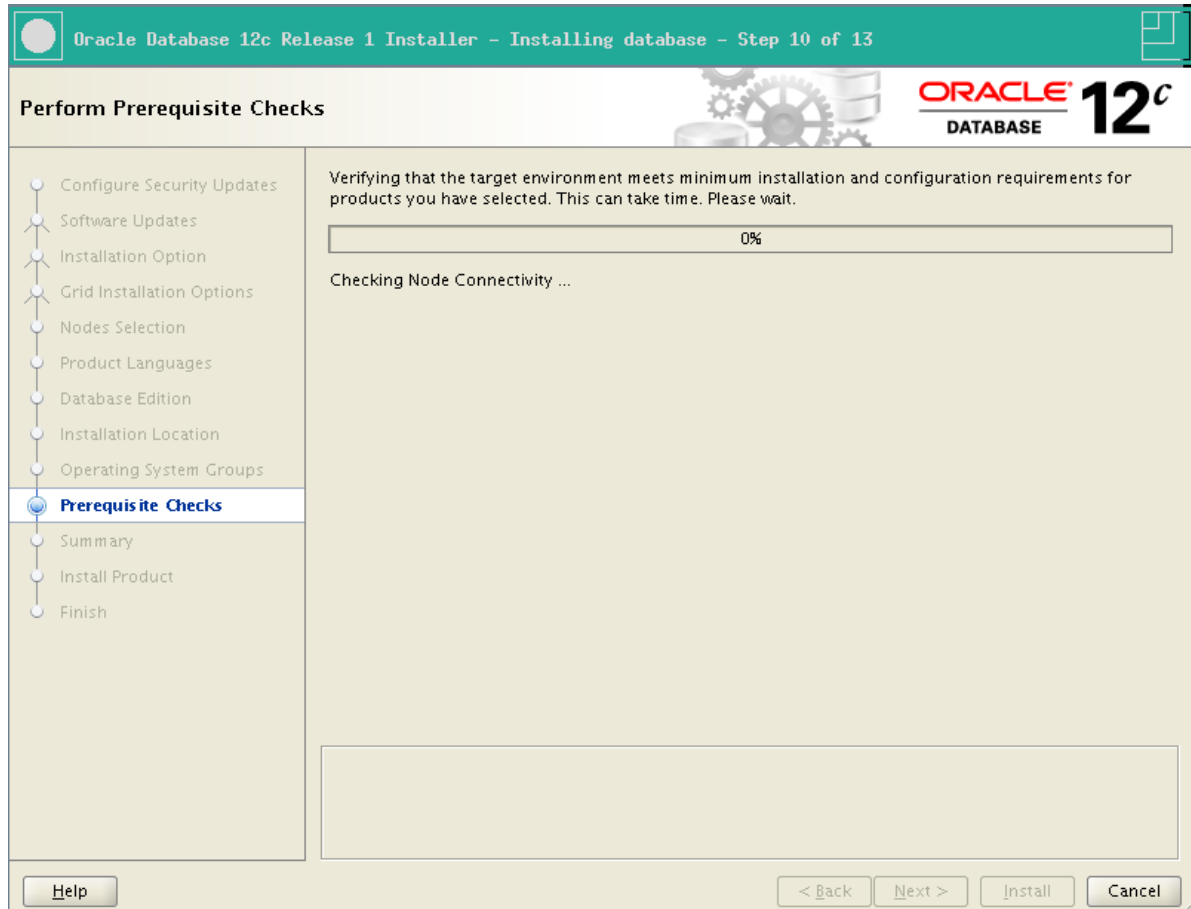 Oracle Database 12c Release 1 Installer - Installing database - Step 10 of 13
Perform Prerequisite Checks
ORACLE DATABASE 12c
Configure Security Updates
Software Updates
Installation Option
Grid Installation Options
Nodes Selection
Product Languages
Database Edition
Installation Location
Operating System Groups
Prerequisite Checks
Summary
Install Product
Finish
Verifying that the target environment meets minimum installation and configuration requirements for
products you have selected. This can take time. Please wait.
0%
Checking Node Connectivity ...
Help
< Back
Next >
Install
Cancel